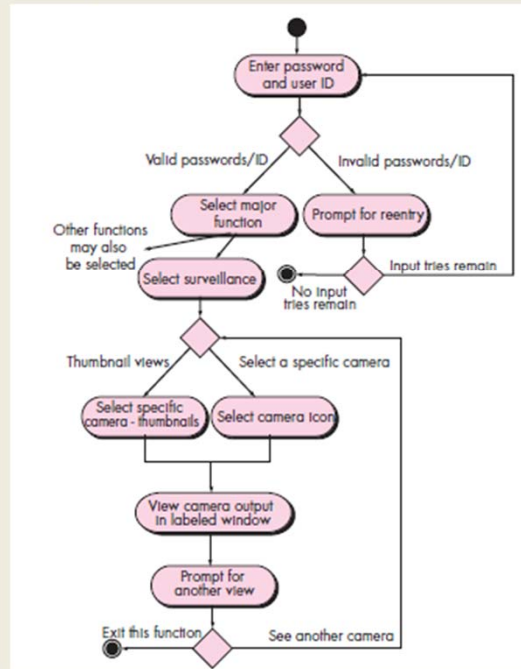 Enter password
and user ID
Valid passwords/ID
Invalid passwords/ID
Select major
function
Prompt for reentry
Other functions
may also
be selected
Input tries remain
Select surveillance
No input
tries remain
Thumbnail views
Select a specific camera
Select specific
camera - thumbnails
Select camera icon
View camera output
in labeled window
Prompt for
another view
Exit this function
See another camera